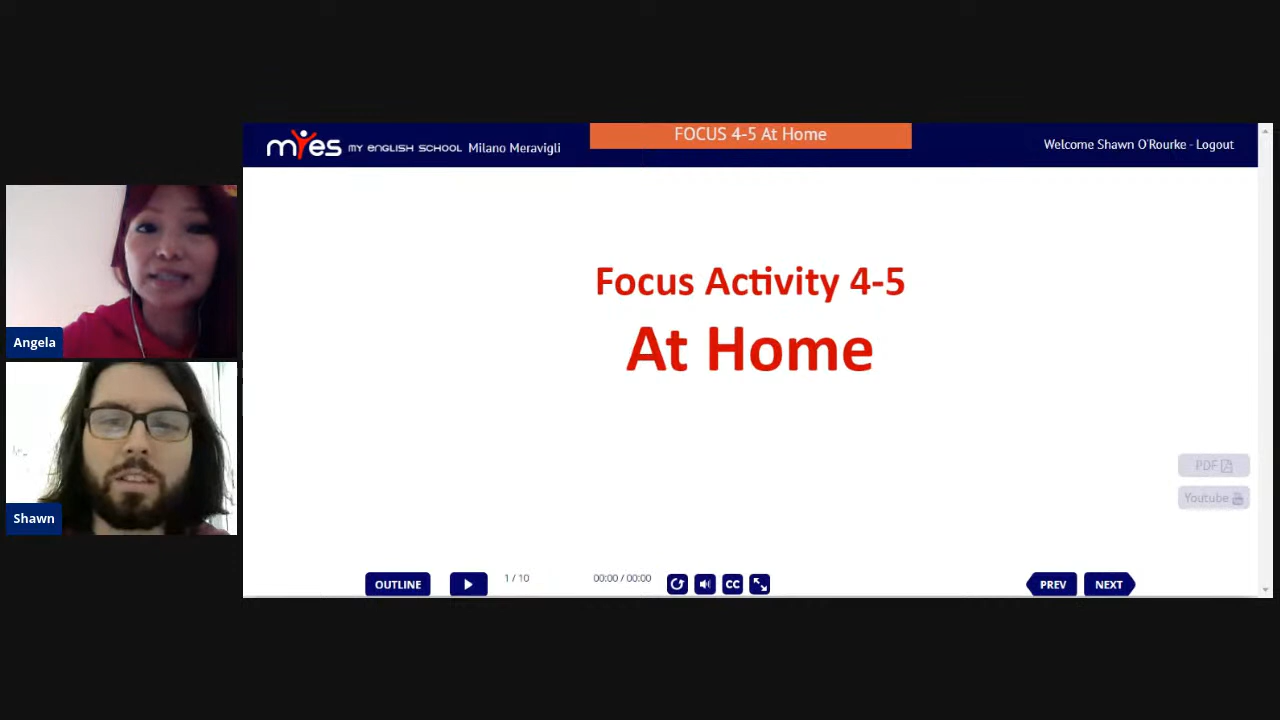 FOCUS 4-5 At Home
myes MY ENGLISH SCHOOL Milano Meravigli
Welcome Shawn O'Rourke - Logout
Focus Activity 4-5
At Home
Angela
Shawn
PDF
Youtube
OUTLINE
1 / 10
00:00 / 00:00
CC
PREV
NEXT